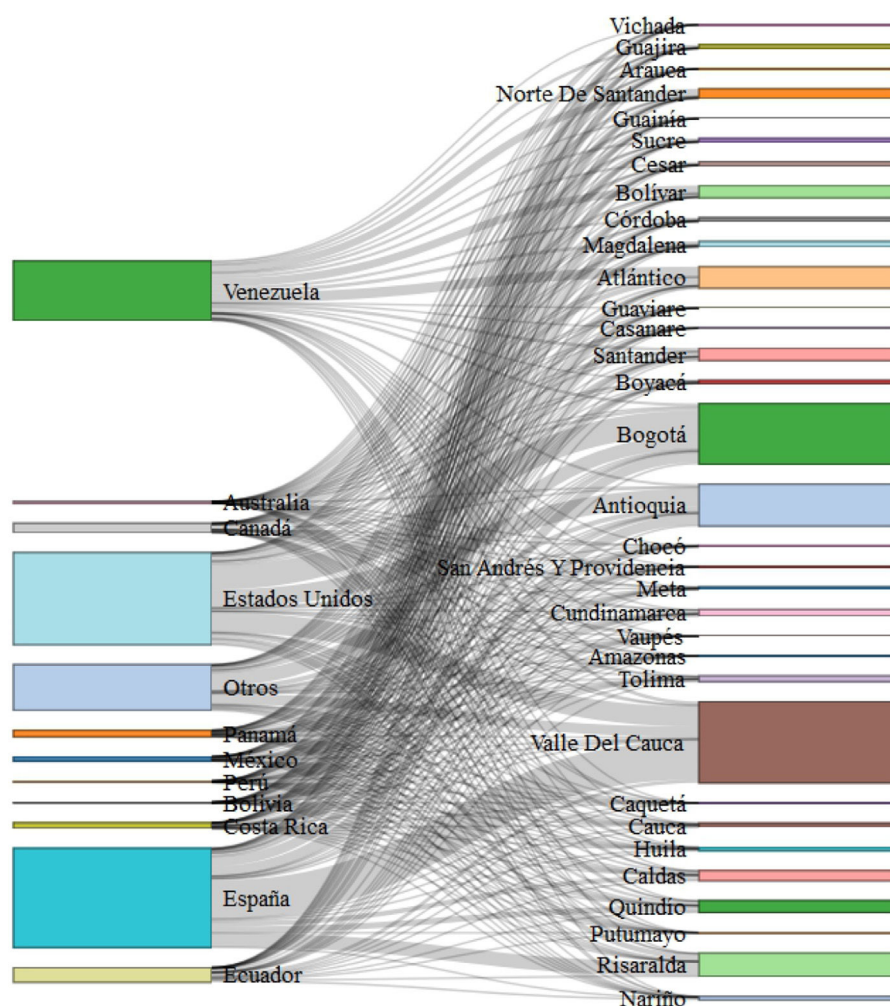 Venezuela
Australia
Canadá
Estados Unidos
Otros
Panamá
México
Perú
Bolivia
Costa Rica
España
Ecuador
Vichada
Guajira
Arauca
Norte De Santander
Guainía
Sucre
Cesar
Bolívar
Córdoba
Magdalena
Atlántico
Guaviare
Casanare
Santander
Boyacá
Bogotá
Antioquia
Chocó
San Andrés Y Providencia
Meta
Cundinamarca
Vaupés
Amazonas
Tolima
Valle Del Cauca
Caquetá
Cauca
Huila
Caldas
Quindío
Putumayo
Risaralda
Nariño